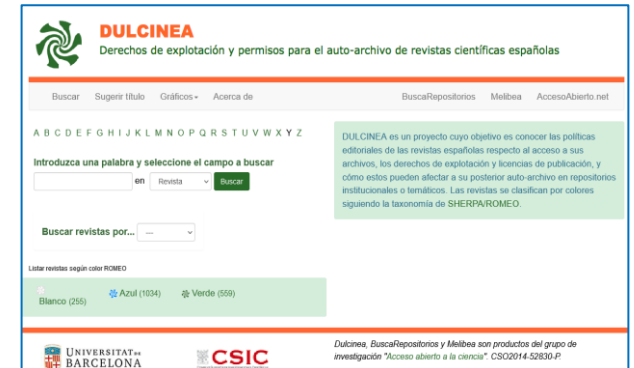 DULCINEA
Derechos de explotación y permisos para el auto-archivo de revistas científicas españolas
Buscar Sugerir título Gráficos Acerca de BuscaRepositorios Melibea AccesoAbierto.net
A B C D E F G H I J K L M N O P Q R S T U V W X Y Z
Introduzca una palabra y seleccione el campo a buscar
en Revista Buscar
Buscar revistas por... ---
Listar revistas según color ROMEO
Blanco (255) Azul (1034) Verde (559)
DULCINEA es un proyecto cuyo objetivo es conocer las políticas
editoriales de las revistas españolas respecto al acceso a sus
archivos, los derechos de explotación y licencias de publicación, y
cómo estos pueden afectar a su posterior auto-archivo en repositorios
institucionales o temáticos. Las revistas se clasifican por colores
siguiendo la taxonomía de SHERPA/ROMEO.
UNIVERSITAT DE
BARCELONA
CSIC
Dulcinea, BuscaRepositorios y Melibea son productos del grupo de
investigación "Acceso abierto a la ciencia". CSO2014-52830-P.